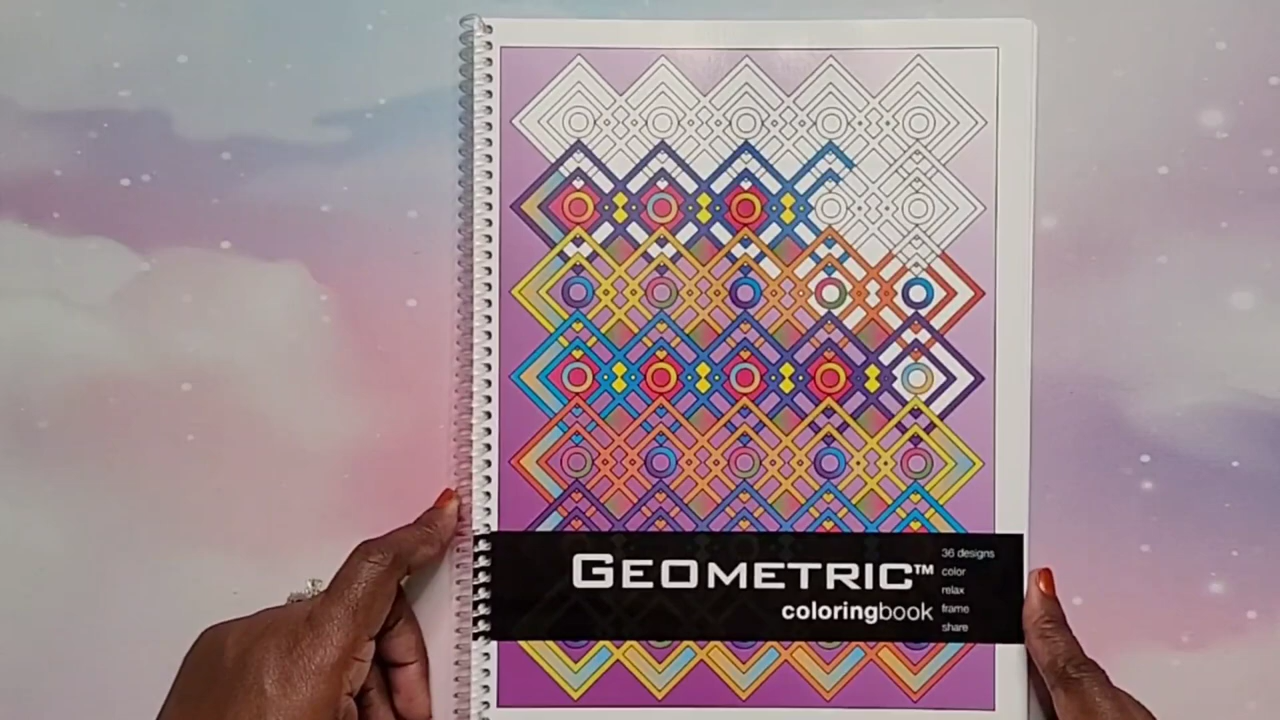 GEOMETRIC™
coloringbook
36 designs
color
relax
frame
share